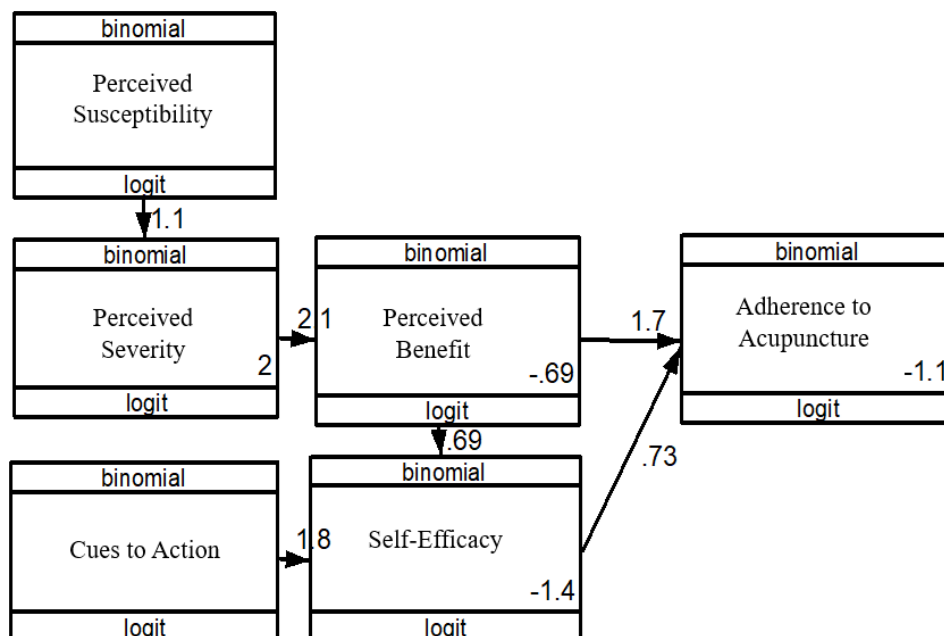 binomial
Perceived
Susceptibility
logit
1.1
binomial
Perceived
Severity
2
logit
2.1
binomial
Perceived
Benefit
-.69
logit
1.7
binomial
Adherence to
Acupuncture
-1.1
logit
.69
.73
binomial
Cues to Action
logit
1.8
binomial
Self-Efficacy
-1.4
logit